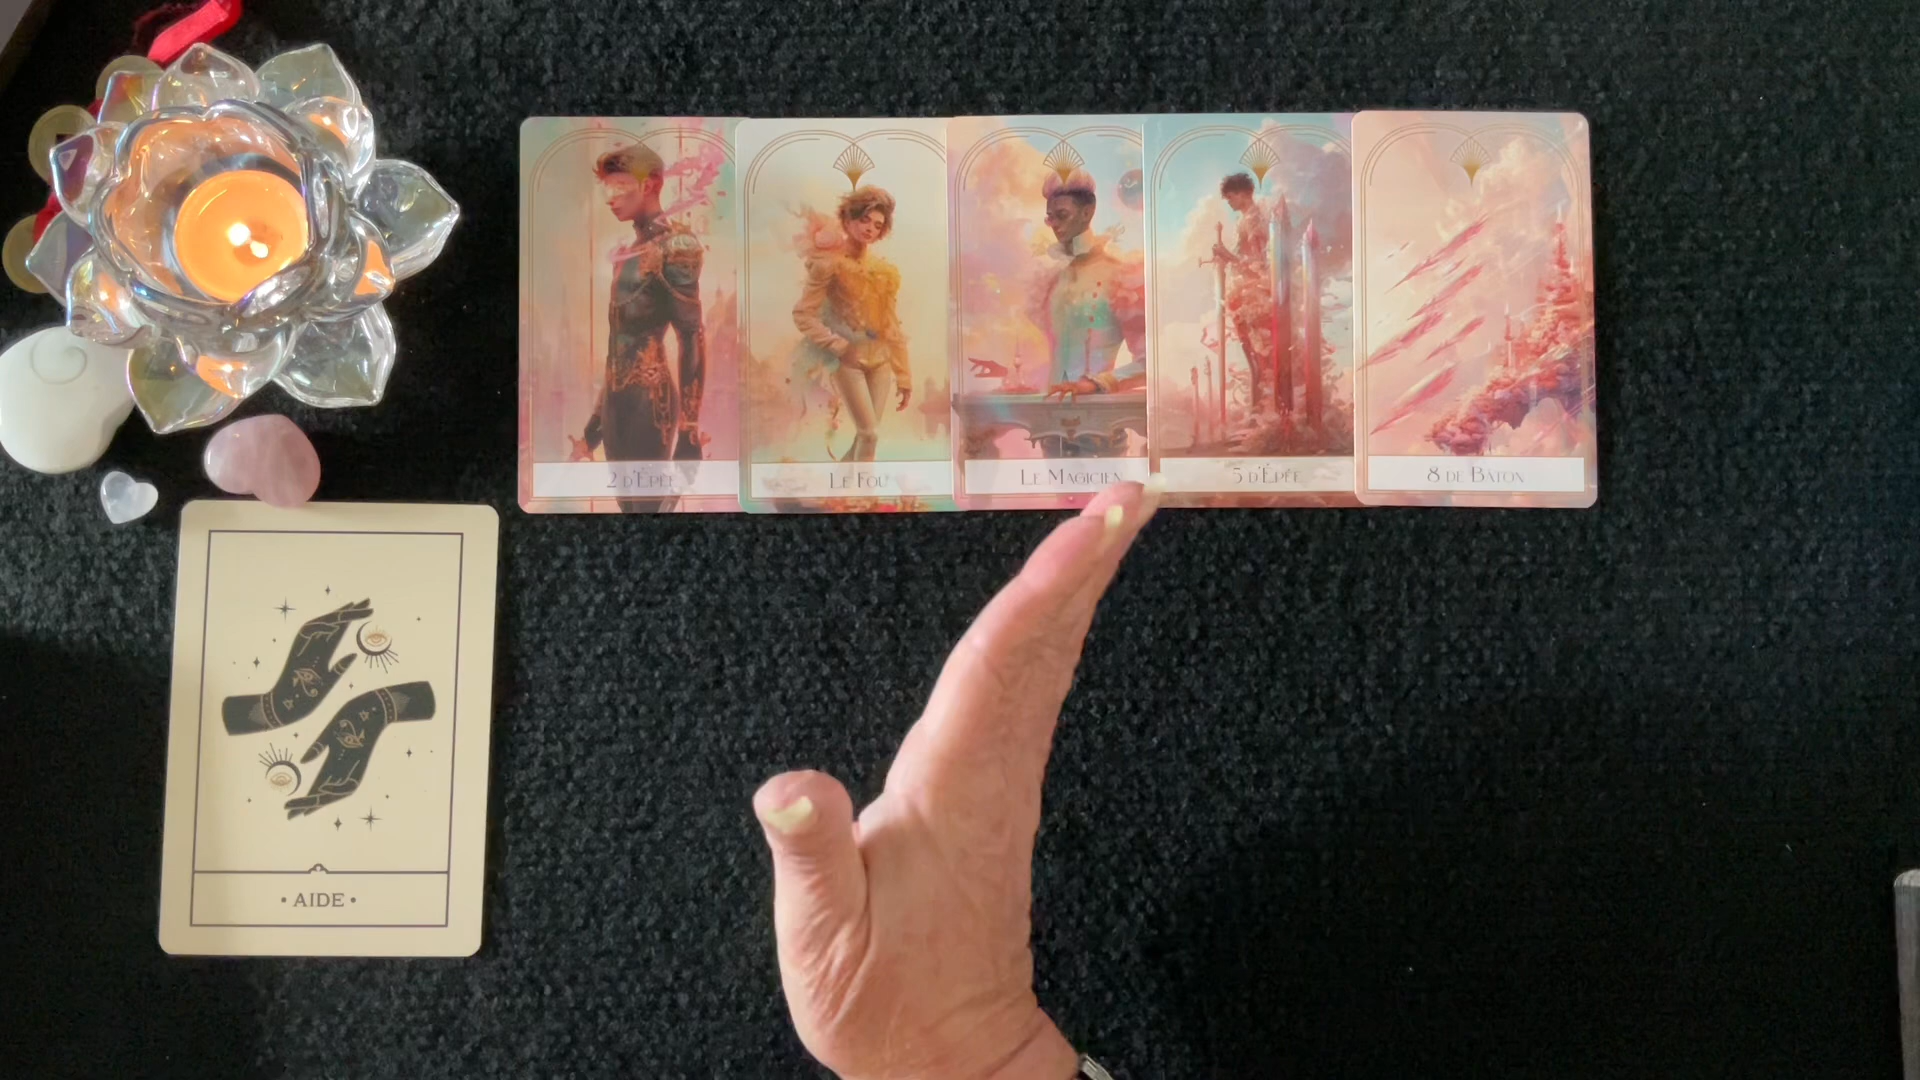 2 D'ÉPÉE
LE FOU
LE MAGICIEN
5 D'ÉPÉE
8 DE BÂTON
• AIDE •